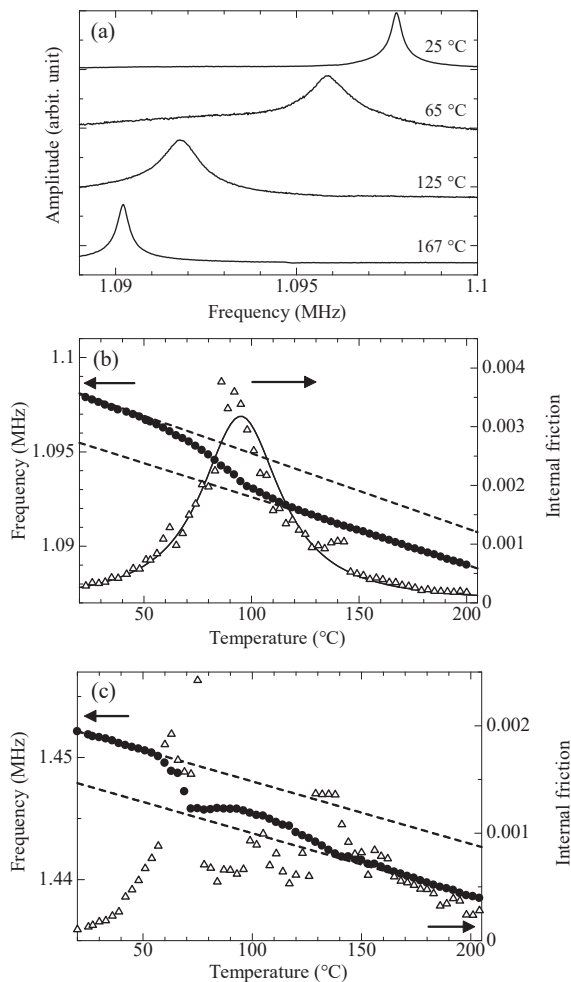 (a)
25 °C
65 °C
125 °C
167 °C
Amplitude (arbit. unit)
1.09
1.095
1.1
Frequency (MHz)
(b)
1.1
1.095
1.09
Frequency (MHz)
0.004
0.003
0.002
0.001
0
Internal friction
50
100
150
200
Temperature (°C)
(c)
1.45
1.44
Frequency (MHz)
0.002
0.001
0
Internal friction
50
100
150
200
Temperature (°C)